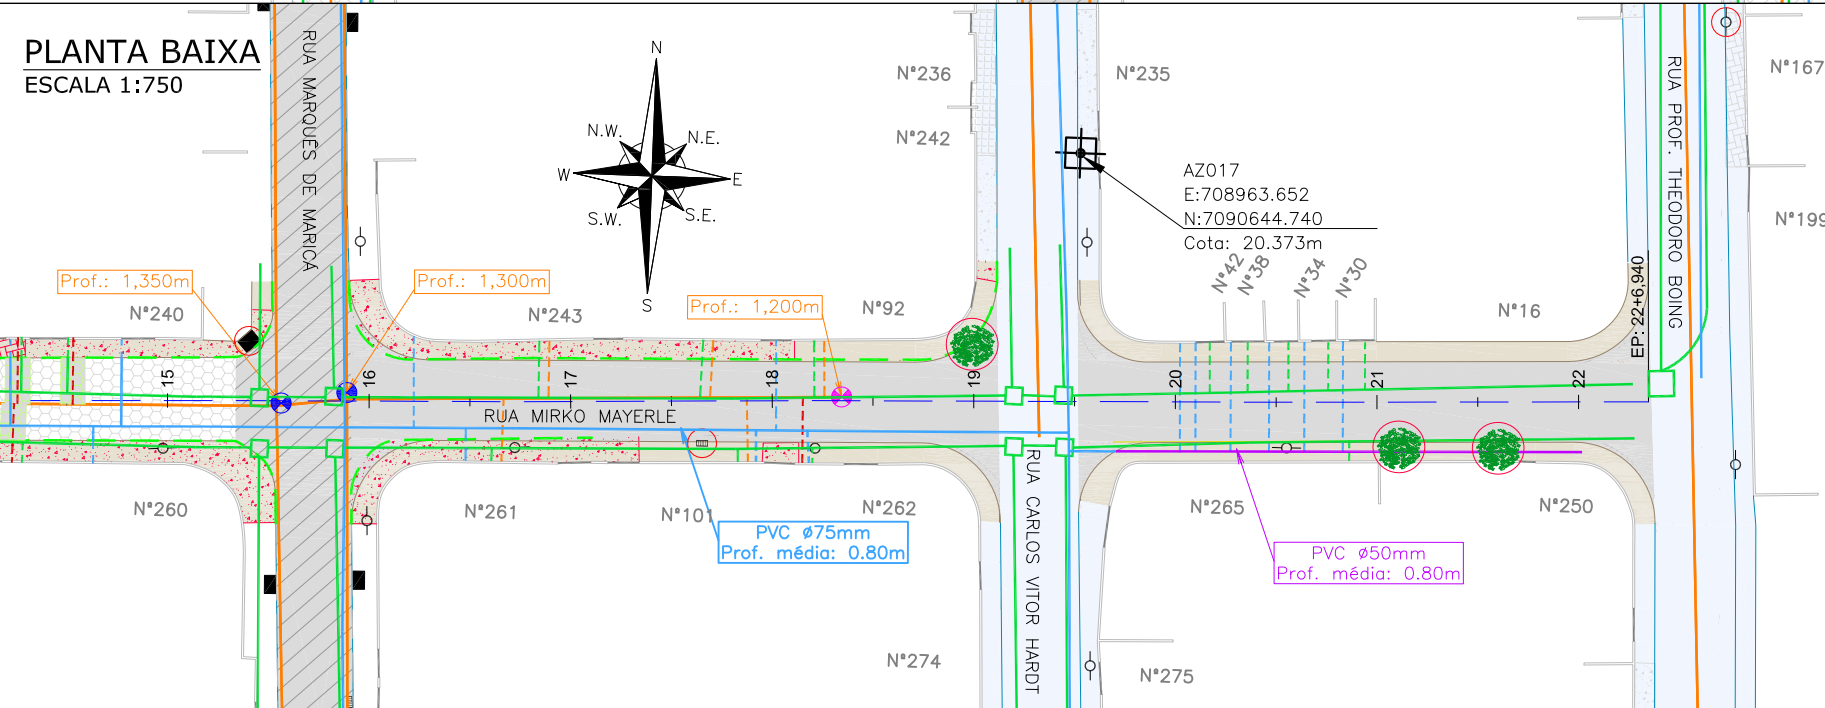 PLANTA BAIXA
ESCALA 1:750
RUA MARQUÊS DE MARICÁ
N
N.W.
N.E.
W
E
S.W.
S.E.
S
N°236
N°235
N°242
AZ017
E:708963.652
N:7090644.740
Cota: 20.373m
RUA PROF. THEODORO BOING
N°167
N°199
Prof.: 1,350m
Prof.: 1,300m
Prof.: 1,200m
N°240
N°243
N°92
N°42
N°38
N°34
N°30
N°16
EP:22+6,940
15
16
17
18
19
20
21
22
RUA MIRKO MAYERLE
N°260
N°261
N°101
N°262
N°265
N°250
PVC ø75mm
Prof. média: 0.80m
PVC ø50mm
Prof. média: 0.80m
RUA CARLOS VITOR HARDT
N°274
N°275